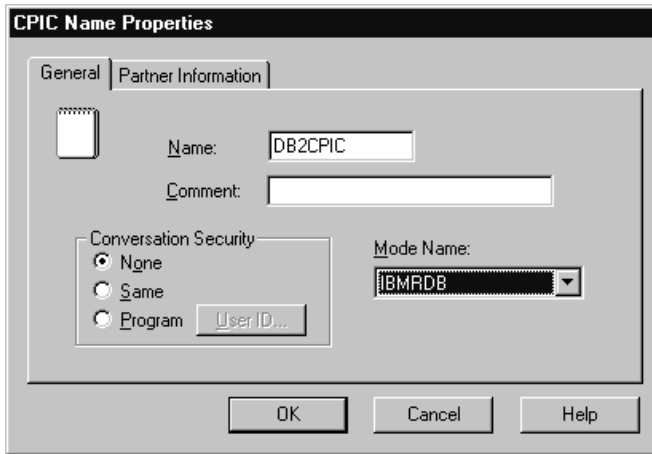 CPIC Name Properties
General Partner Information
Name: DB2CPIC
Comment:
Conversation Security
None
Same
Program User ID...
Mode Name:
IBMRDB
OK Cancel Help